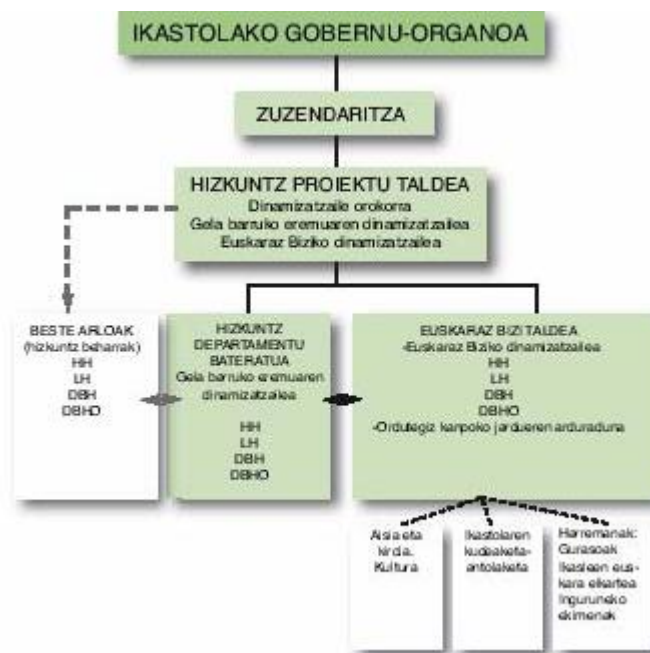 IKASTOLAKO GOBERNU-ORGANOA
ZUZENDARITZA
HIZKUNTZ PROIEKTU TALDEA
Dinamizatzaile orokorra
Gela barruko eremuaren dinamizatzailea
Euskaraz Biziko dinamizatzailea
BESTE ARLOAK
(hizkuntz beharrak)
HH
LH
DBH
DBHO
HIZKUNTZ
DEPARTAMENTU
BATERATUA
Gela barruko eremuaren
dinamizatzailea
HH
LH
DBH
DBHO
EUSKARAZ BIZI TALDEA
-Euskaraz Biziko dinamizatzailea
HH
LH
DBH
DBHO
-Ordutegiz kanpoko jardueren arduraduna
Aisia eta
kirola.
Kultura
Ikastolaren
kudeaketa-
antolaketa
Harremanak:
Gurasoak
Ikasleen eus-
kara elkartea
Inguruneko
ekimenak